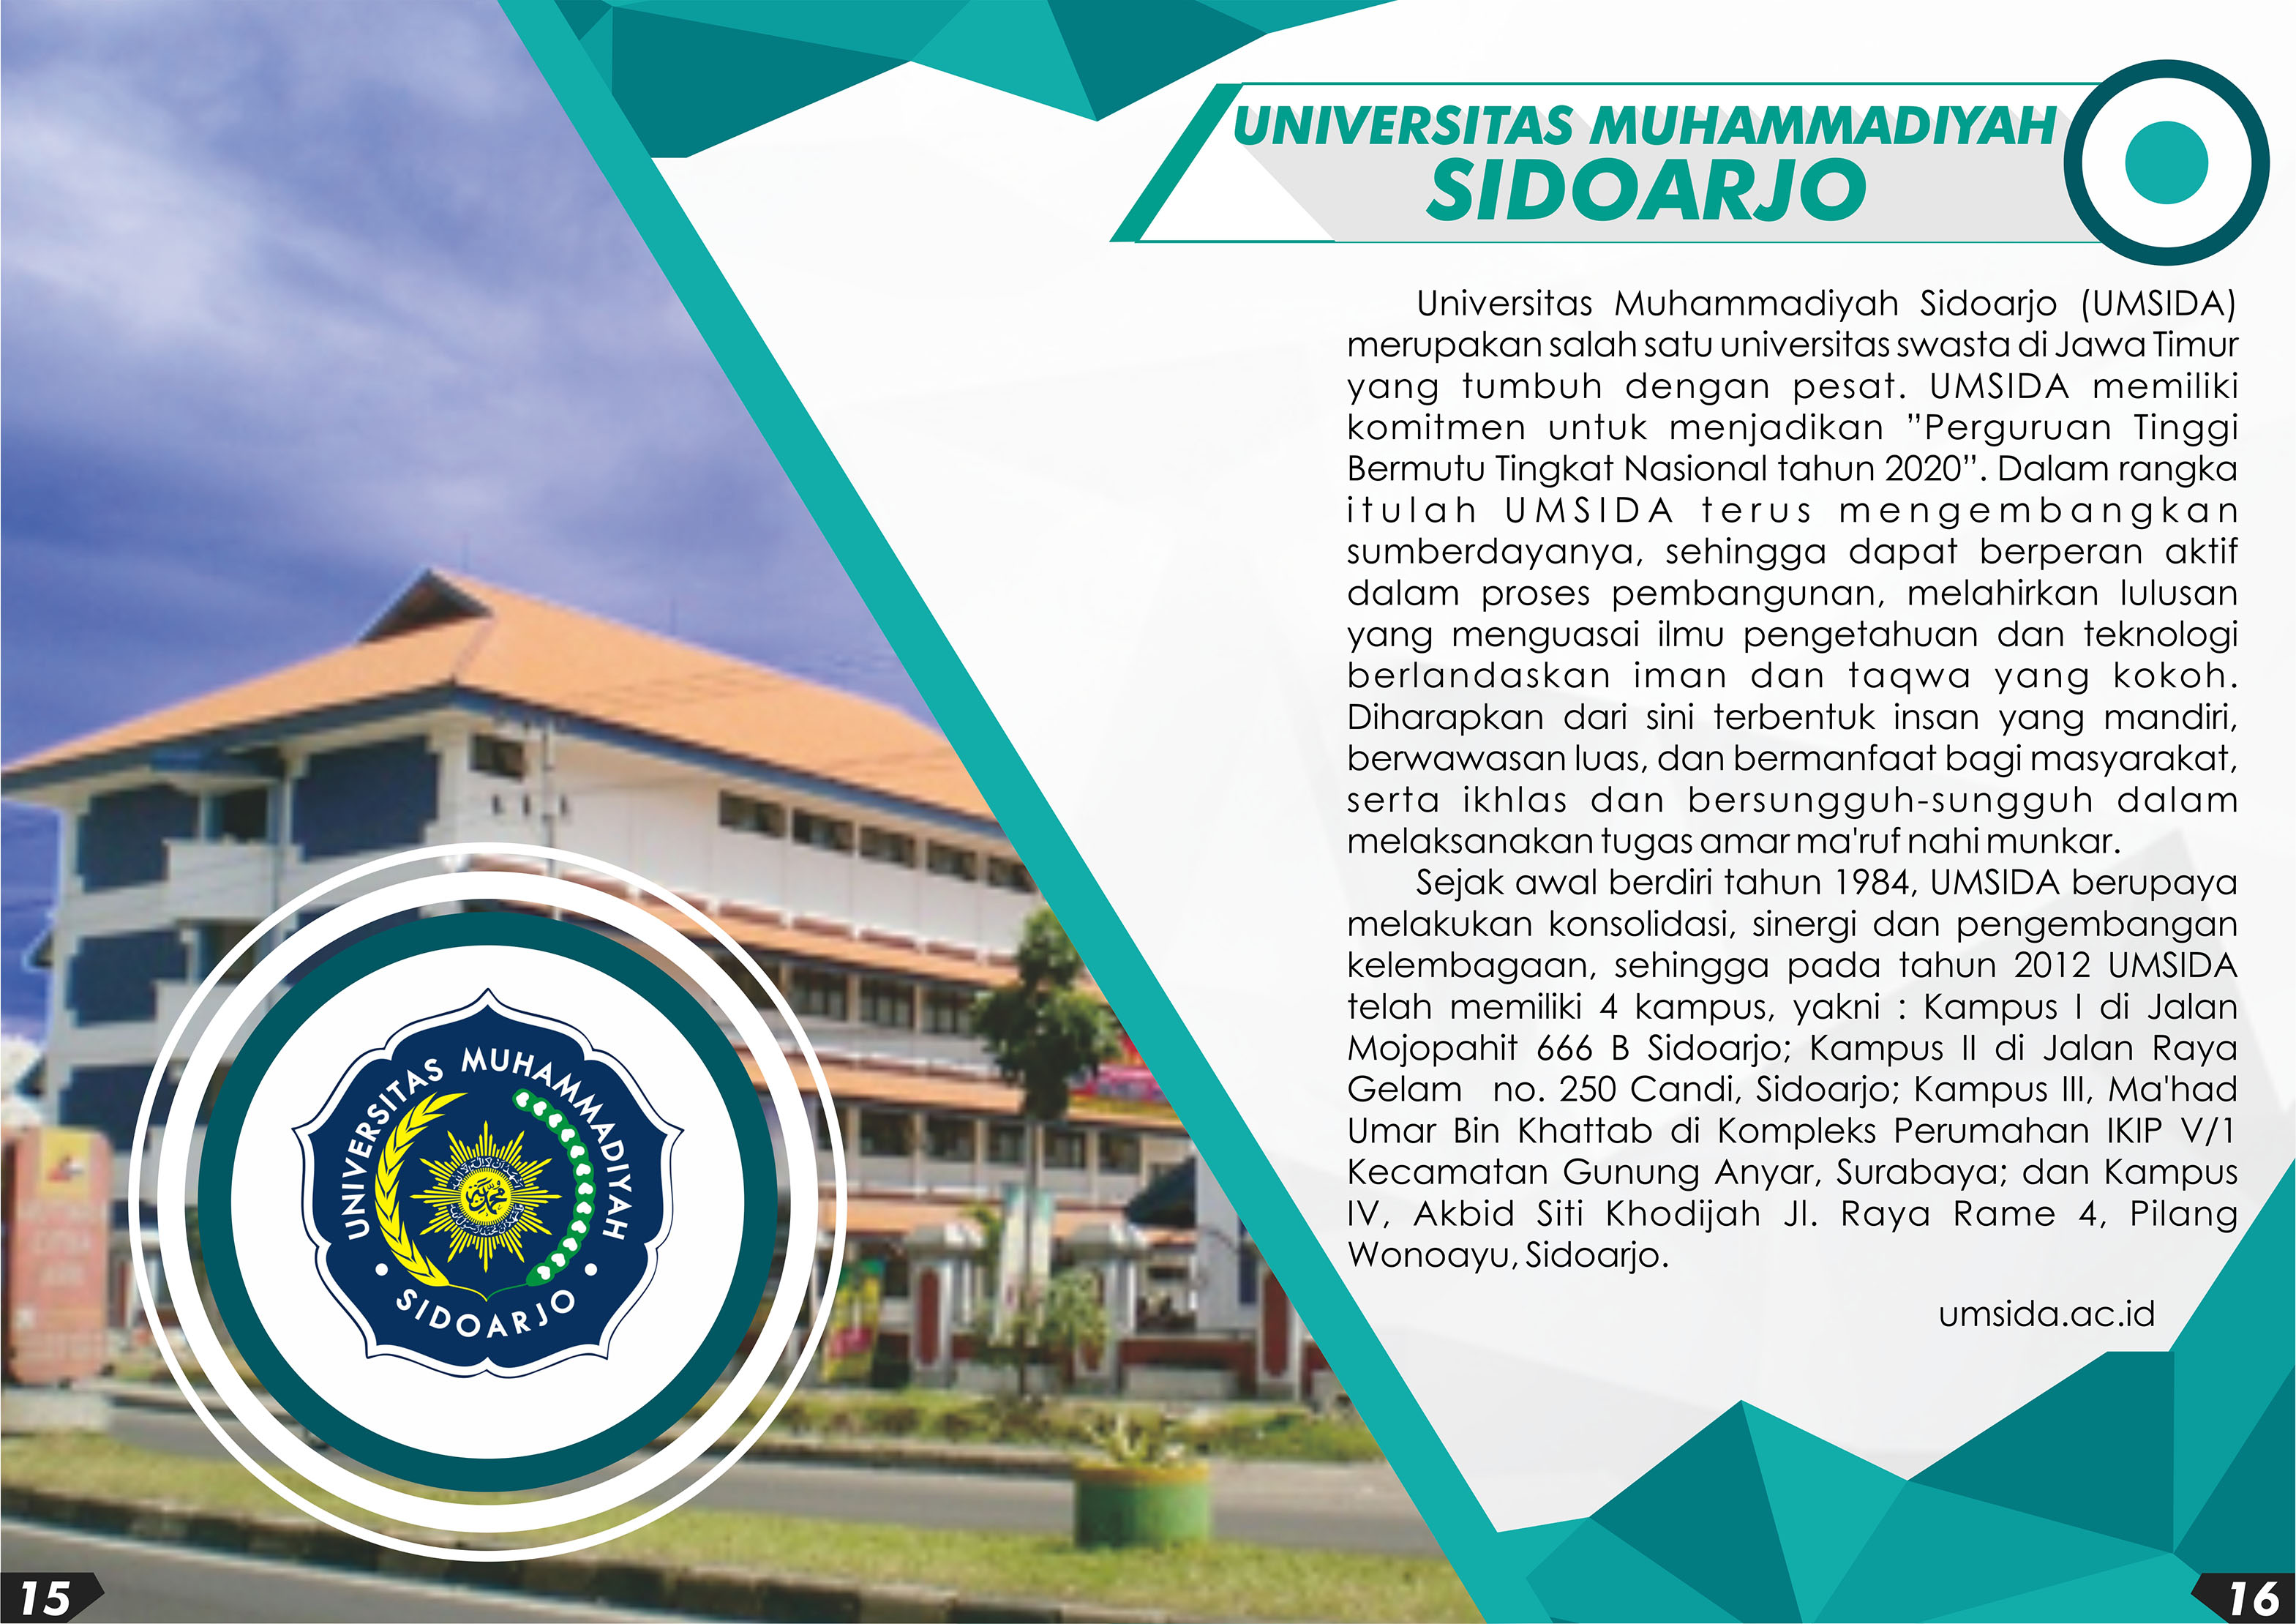 UNIVERSITAS MUHAMMADIYAH
SIDOARJO
Universitas Muhammadiyah Sidoarjo (UMSIDA)
merupakan salah satu universitas swasta di Jawa Timur
yang tumbuh dengan pesat. UMSIDA memiliki
komitmen untuk menjadikan ”Perguruan Tinggi
Bermutu Tingkat Nasional tahun 2020”. Dalam rangka
itulah UMSIDA terus mengembangkan
sumberdayanya, sehingga dapat berperan aktif
dalam proses pembangunan, melahirkan lulusan
yang menguasai ilmu pengetahuan dan teknologi
berlandaskan iman dan taqwa yang kokoh.
Diharapkan dari sini terbentuk insan yang mandiri,
berwawasan luas, dan bermanfaat bagi masyarakat,
serta ikhlas dan bersungguh-sungguh dalam
melaksanakan tugas amar ma'ruf nahi munkar.
Sejak awal berdiri tahun 1984, UMSIDA berupaya
melakukan konsolidasi, sinergi dan pengembangan
kelembagaan, sehingga pada tahun 2012 UMSIDA
telah memiliki 4 kampus, yakni : Kampus I di Jalan
Mojopahit 666 B Sidoarjo; Kampus II di Jalan Raya
Gelam no. 250 Candi, Sidoarjo; Kampus III, Ma'had
Umar Bin Khattab di Kompleks Perumahan IKIP V/1
Kecamatan Gunung Anyar, Surabaya; dan Kampus
IV, Akbid Siti Khodijah Jl. Raya Rame 4, Pilang
Wonoayu, Sidoarjo.
umsida.ac.id
UNIVERSITAS MUHAMMADIYAH
SIDOARJO
15
16